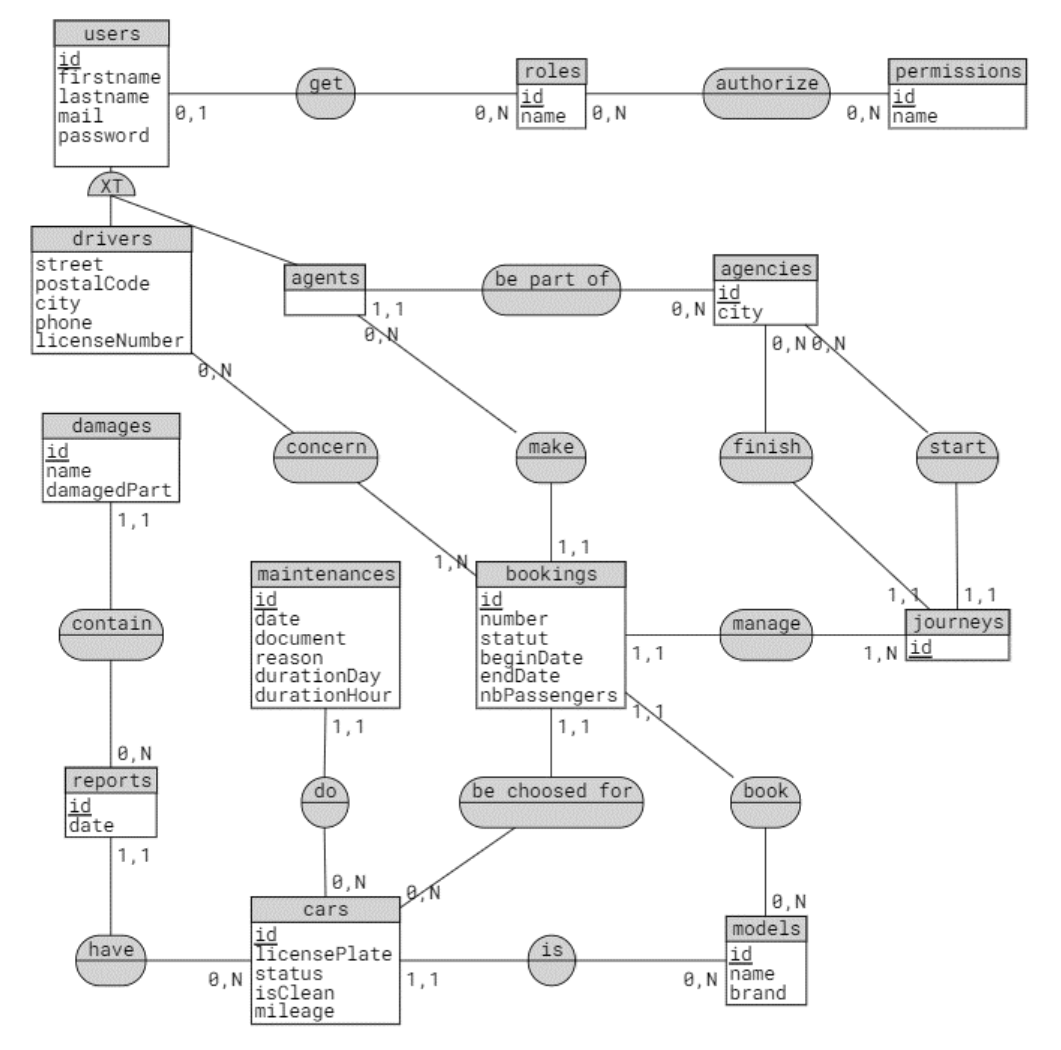 users
id
firstname
lastname
mail
password
get
0,1
0,N
roles
id
name
0,N
authorize
0,N
permissions
id
name
XT
drivers
street
postalCode
city
phone
licenseNumber
0,N
agents
1,1
0,N
be part of
0,N
agencies
id
city
0,N
0,N
damages
id
name
damagedPart
1,1
concern
make
finish
start
1,N
1,1
1,1
1,1
contain
maintenances
id
date
document
reason
durationDay
durationHour
1,1
bookings
id
number
statut
beginDate
endDate
nbPassengers
1,1
1,1
1,1
manage
1,N
journeys
id
0,N
reports
id
date
1,1
do
be choosed for
book
0,N
0,N
0,N
have
0,N
cars
id
licensePlate
status
isClean
mileage
1,1
is
0,N
models
id
name
brand